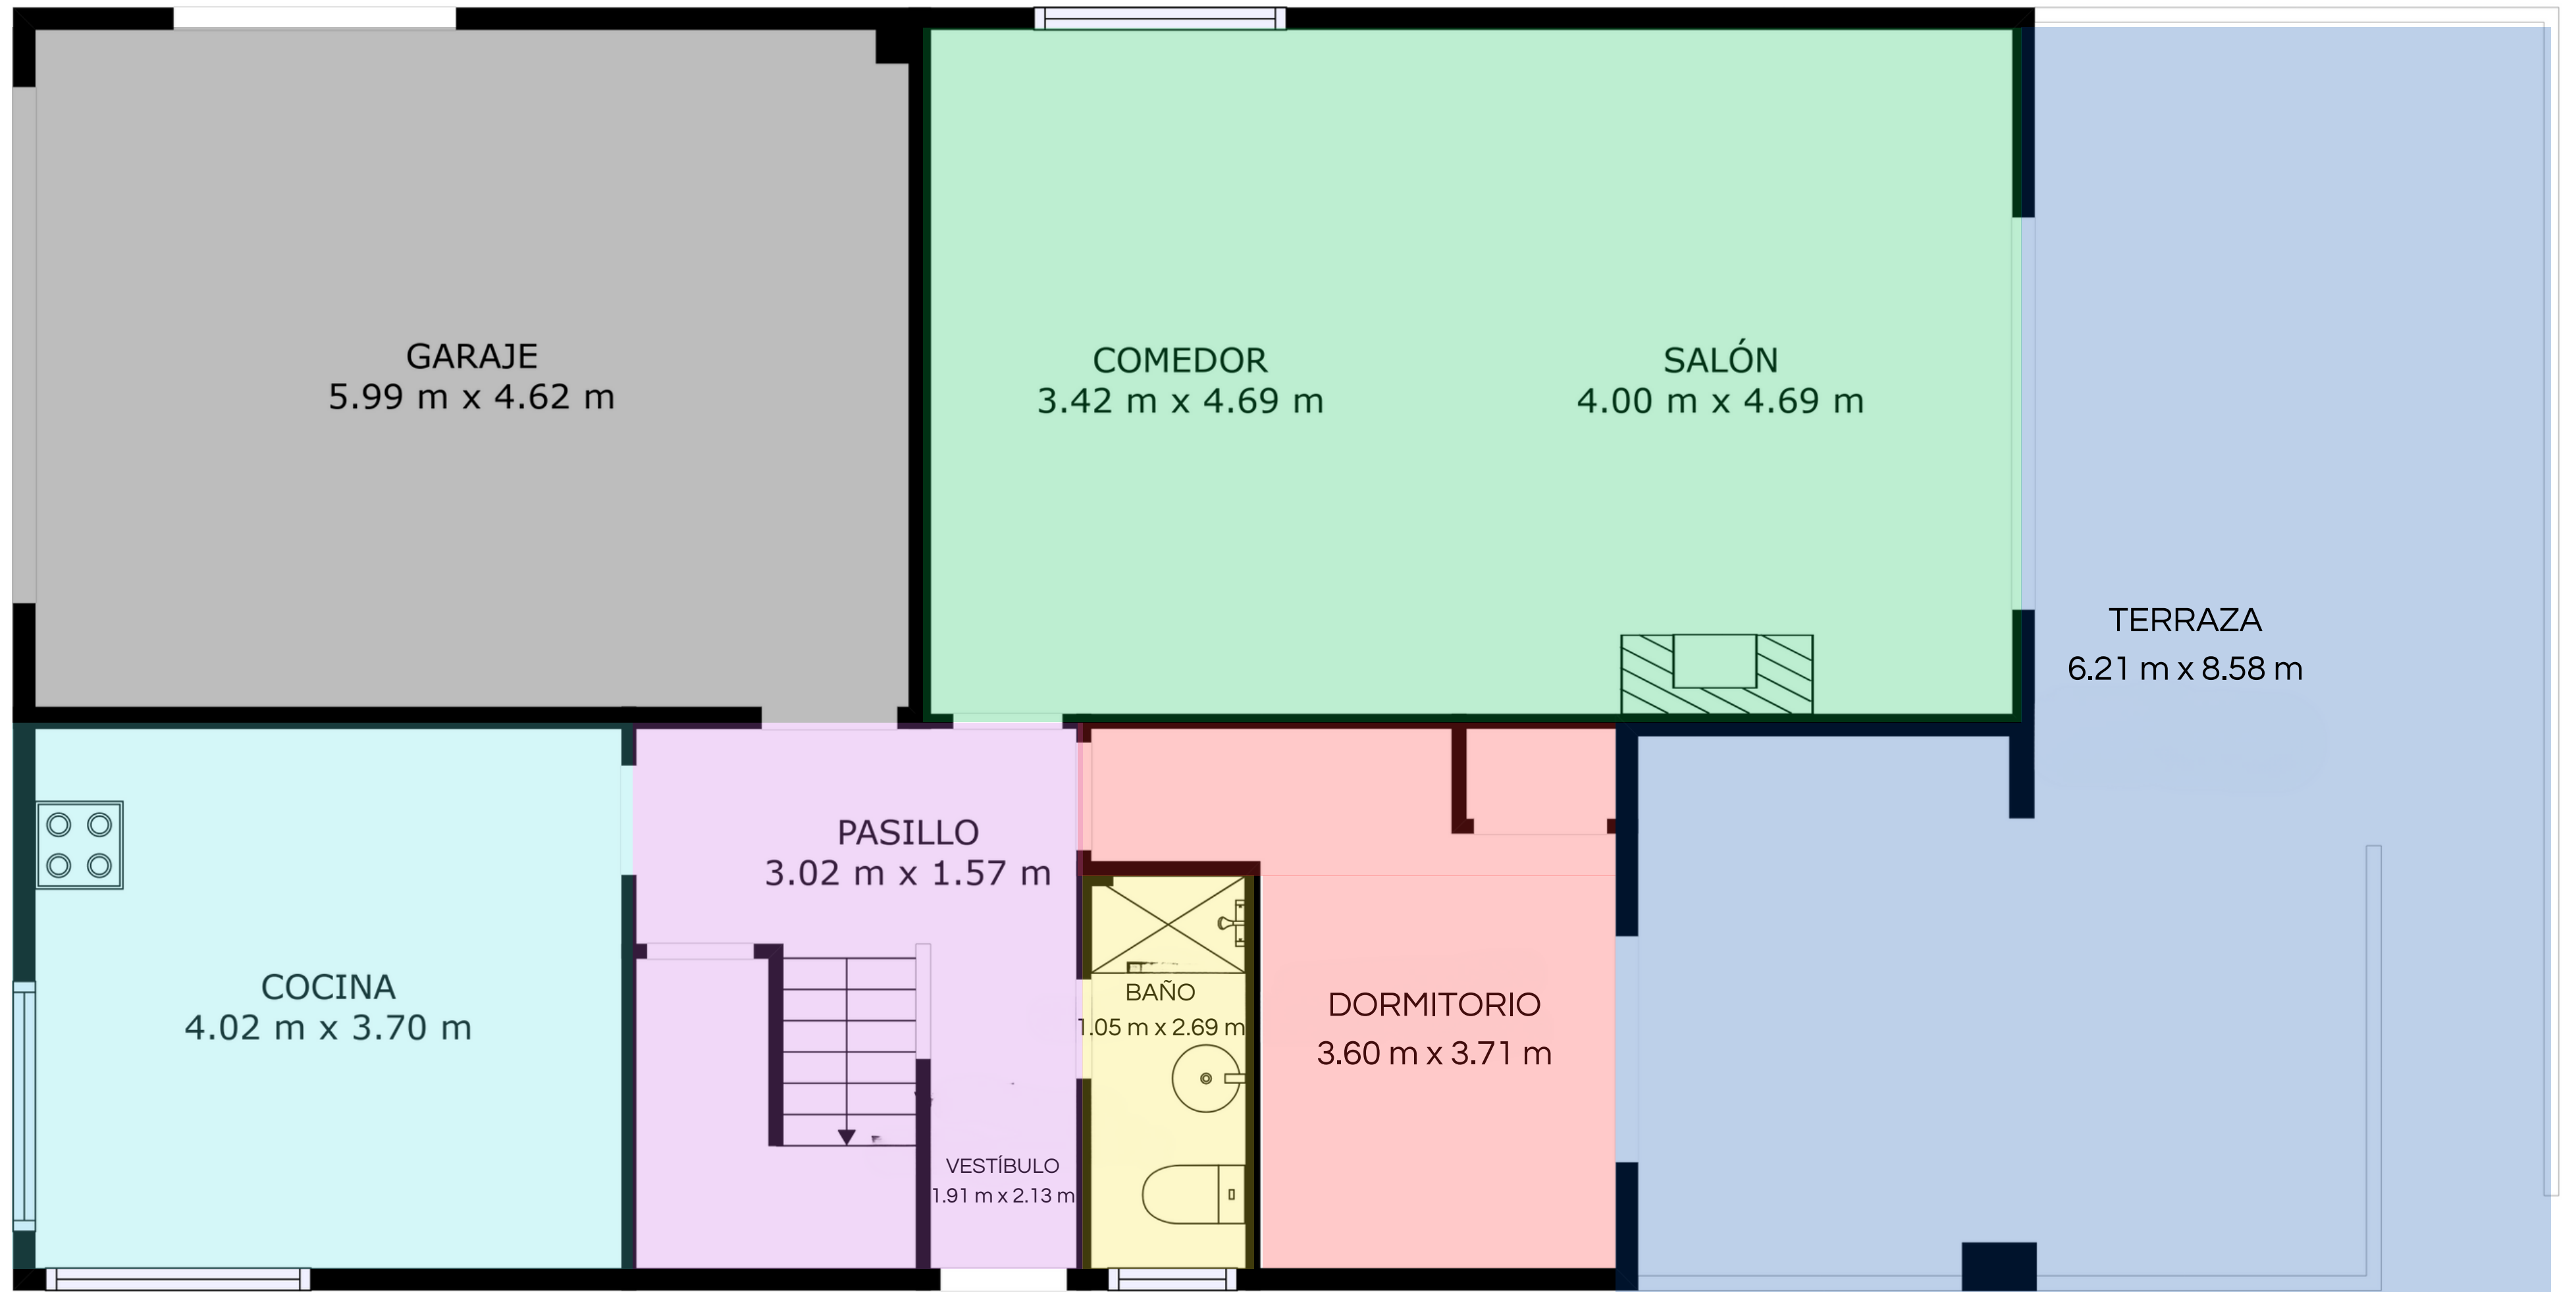 GARAJE
5.99 m x 4.62 m
COMEDOR
3.42 m x 4.69 m
SALÓN
4.00 m x 4.69 m
TERRAZA
6.21 m x 8.58 m
PASILLO
3.02 m x 1.57 m
COCINA
4.02 m x 3.70 m
BAÑO
1.05 m x 2.69 m
DORMITORIO
3.60 m x 3.71 m
VESTÍBULO
1.91 m x 2.13 m